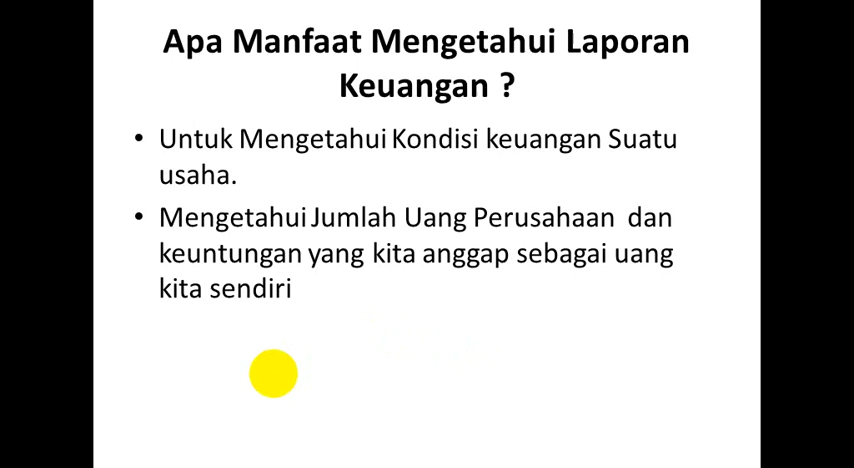 Apa Manfaat Mengetahui Laporan
Keuangan ?
• Untuk Mengetahui Kondisi keuangan Suatu
usaha.
• Mengetahui Jumlah Uang Perusahaan dan
keuntungan yang kita anggap sebagai uang
kita sendiri